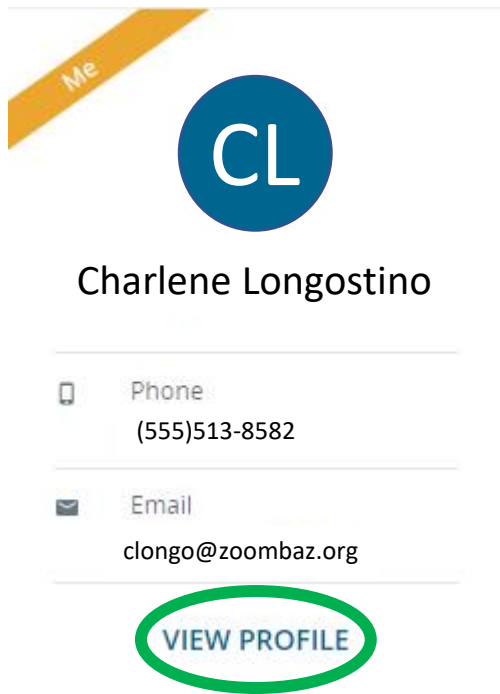 Me
CL
Charlene Longostino
Phone
(555)513-8582
Email
clongo@zoombaz.org
VIEW PROFILE